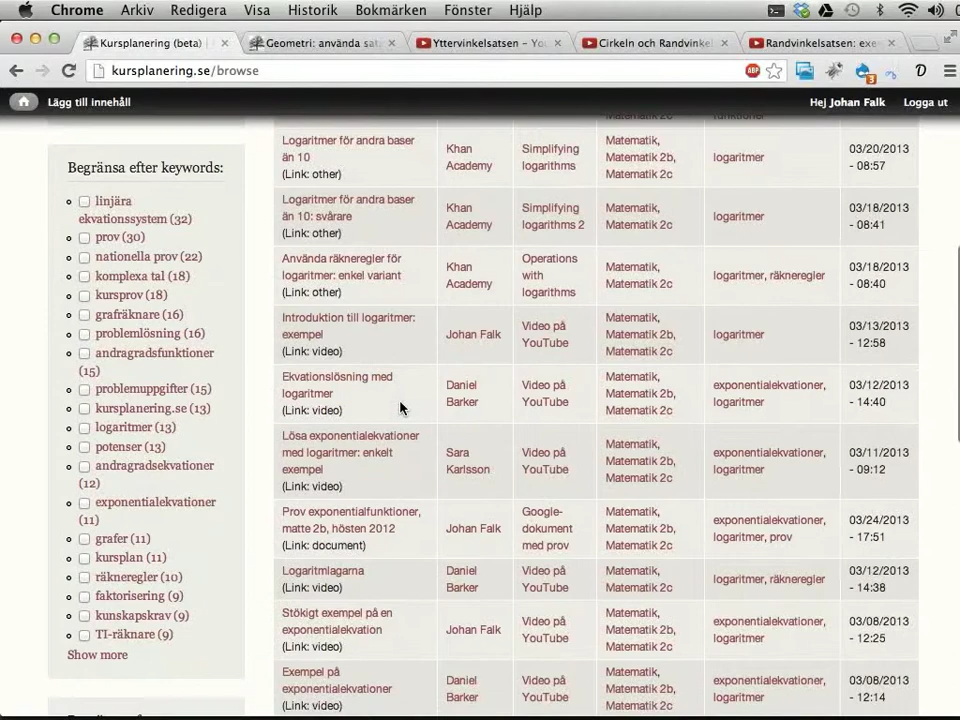 Chrome Arkiv Redigera Visa Historik Bokmärken Fönster Hjälp
Kursplanering (beta)
Geometri: använda sat
Yttervinkelsatsen - Yo
Cirkeln och Randvinkel
Randvinkelsatsen: exe
kursplanering.se/browse
ABP
3
Lägg till innehåll
Hej Johan Falk
Logga ut
Begränsa efter keywords:
linjära
ekvationssystem (32)
prov (30)
nationella prov (22)
komplexa tal (18)
kursprov (18)
grafräknare (16)
problemlösning (16)
andragradsfunktioner
(15)
problemuppgifter (15)
kursplanering.se (13)
logaritmer (13)
potenser (13)
andragradsekvationer
(12)
exponentialekvationer
(11)
grafer (11)
kursplan (11)
räkneregler (10)
faktorisering (9)
kunskapskrav (9)
TI-räknare (9)
Show more
Matematik 2c
funktioner
Logaritmer för andra baser
än 10
(Link: other)
Khan
Academy
Simplifying
logarithms
Matematik,
Matematik 2b,
Matematik 2c
logaritmer
03/20/2013
- 08:57
Logaritmer för andra baser
än 10: svårare
(Link: other)
Khan
Academy
Simplifying
logarithms 2
Matematik,
Matematik 2b,
Matematik 2c
logaritmer
03/18/2013
- 08:41
Använda räkneregler för
logaritmer: enkel variant
(Link: other)
Khan
Academy
Operations
with
logarithms
Matematik,
Matematik 2c
logaritmer, räkneregler
03/18/2013
- 08:40
Introduktion till logaritmer:
exempel
(Link: video)
Johan Falk
Video på
YouTube
Matematik,
Matematik 2b,
Matematik 2c
logaritmer
03/13/2013
- 12:58
Ekvationslösning med
logaritmer
(Link: video)
Daniel
Barker
Video på
YouTube
Matematik,
Matematik 2b,
Matematik 2c
exponentialekvationer,
logaritmer
03/12/2013
- 14:40
Lösa exponentialekvationer
med logaritmer: enkelt
exempel
(Link: video)
Sara
Karlsson
Video på
YouTube
Matematik,
Matematik 2b,
Matematik 2c
exponentialekvationer,
logaritmer
03/11/2013
- 09:12
Prov exponentialfunktioner,
matte 2b, hösten 2012
(Link: document)
Johan Falk
Google-
dokument
med prov
Matematik,
Matematik 2b,
Matematik 2c
exponentialekvationer,
logaritmer, prov
03/24/2013
- 17:51
Logaritmlagarna
(Link: video)
Daniel
Barker
Video på
YouTube
Matematik,
Matematik 2c
logaritmer, räkneregler
03/12/2013
- 14:38
Stökigt exempel på en
exponentialekvation
(Link: video)
Johan Falk
Video på
YouTube
Matematik,
Matematik 2b,
Matematik 2c
exponentialekvationer,
logaritmer
03/08/2013
- 12:25
Exempel på
exponentialekvationer
(Link: video)
Daniel
Barker
Video på
YouTube
Matematik,
Matematik 2b,
Matematik 2c
exponentialekvationer,
logaritmer
03/08/2013
- 12:14